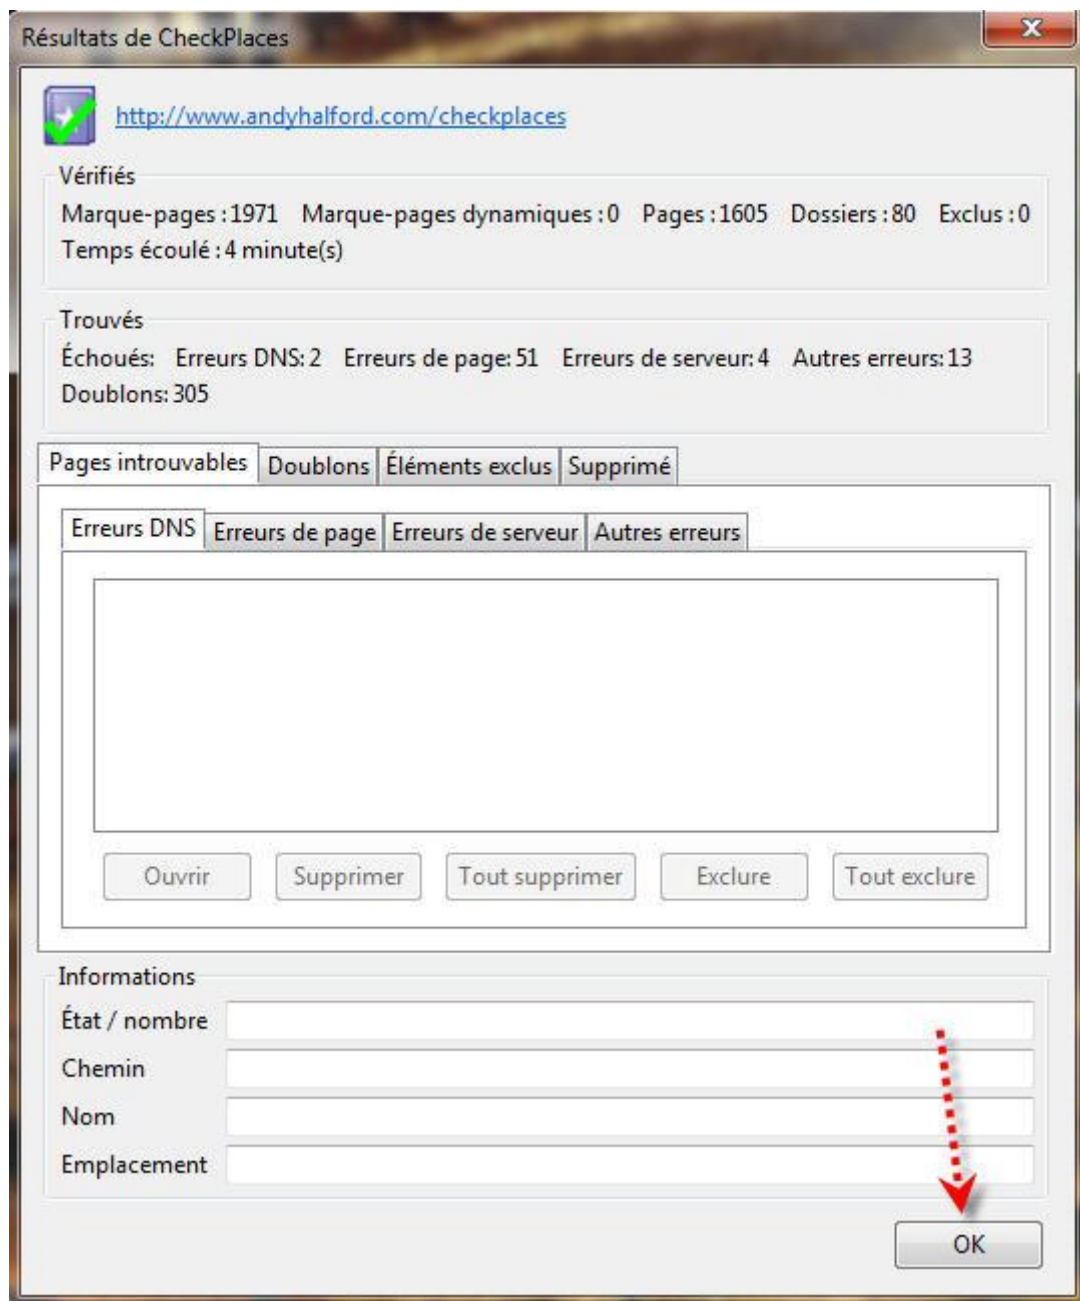 Résultats de CheckPlaces
x
http://www.andyhalford.com/checkplaces
Vérifiés
Marque-pages : 1971 Marque-pages dynamiques : 0 Pages : 1605 Dossiers : 80 Exclus : 0
Temps écoulé : 4 minute(s)
Trouvés
Échoués: Erreurs DNS: 2 Erreurs de page: 51 Erreurs de serveur: 4 Autres erreurs: 13
Doublons: 305
Pages introuvables Doublons Éléments exclus Supprimé
Erreurs DNS Erreurs de page Erreurs de serveur Autres erreurs
Ouvrir Supprimer Tout supprimer Exclure Tout exclure
Informations
État / nombre
Chemin
Nom
Emplacement
OK